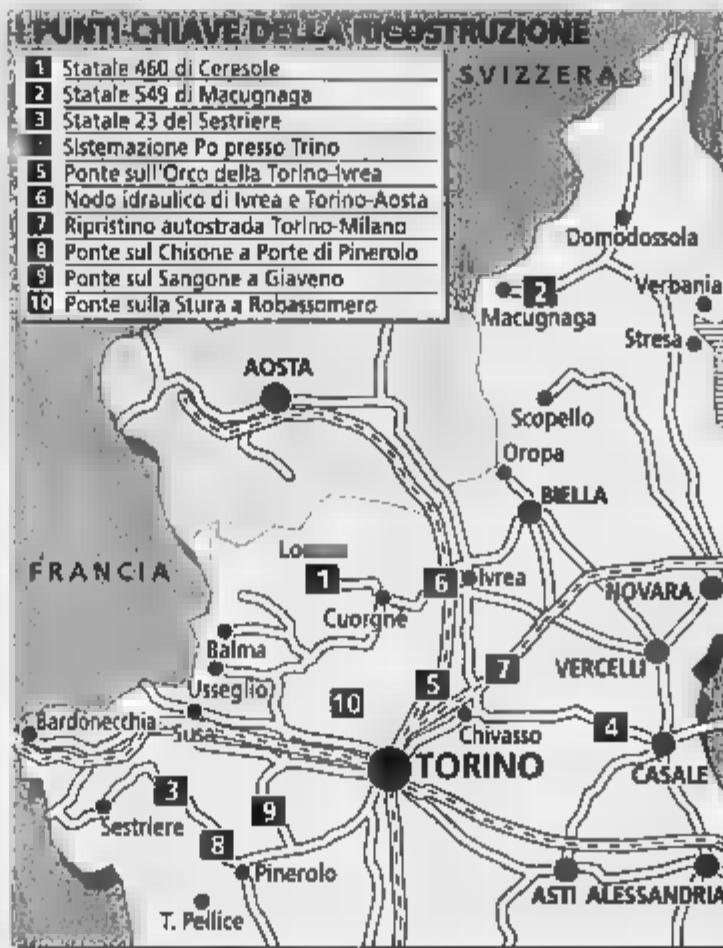 I PUNTI-CHIAVE DELLA RICOSTRUZIONE
1 Statale 460 di Ceresole
2 Statale 549 di Macugnaga
3 Statale 23 del Sestriere
Sistemazione Po presso Trino
5 Ponte sull'Orco della Torino-Ivrea
6 Nodo idraulico di Ivrea e Torino-Aosta
7 Ripristino autostrada Torino-Milano
8 Ponte sul Chisone a Porte di Pinerolo
9 Ponte sul Sangone a Giaveno
10 Ponte sulla Stura a Robassomero
SVIZZERA
Domodossola
2
Macugnaga
Verbania
Stresa
AOSTA
Scopello
Oropa
BIELLA
FRANCIA
1
Cuorgnè
6
Ivrea
NOVARA
Balma
Usseglio
10
5
7
VERCELLI
Bardonecchia
Susa
Chivasso
4
TORINO
CASALE
3
Sestriere
9
8
Pinerolo
T. Pellice
ASTI
ALESSANDRIA